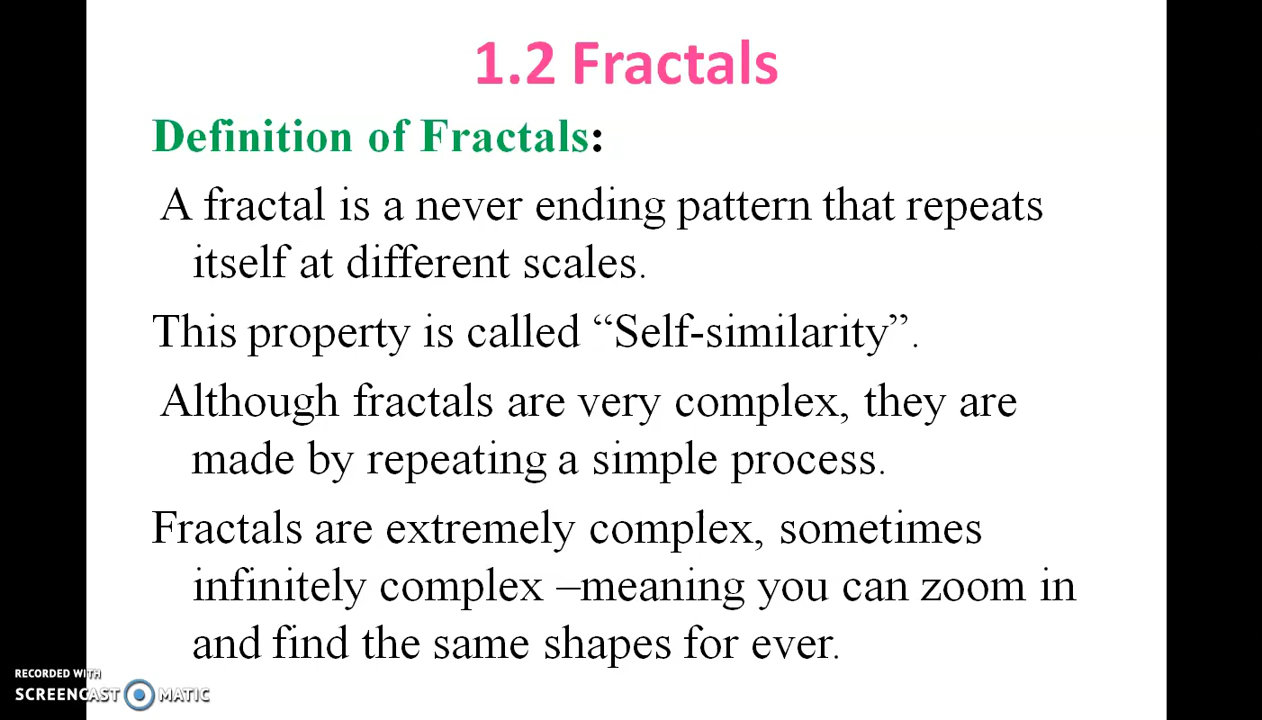 1.2 Fractals
Definition of Fractals:
A fractal is a never ending pattern that repeats
itself at different scales.
This property is called “Self-similarity”.
Although fractals are very complex, they are
made by repeating a simple process.
Fractals are extremely complex, sometimes
infinitely complex –meaning you can zoom in
and find the same shapes for ever.
RECORDED WITH
SCREENCAST MATIC